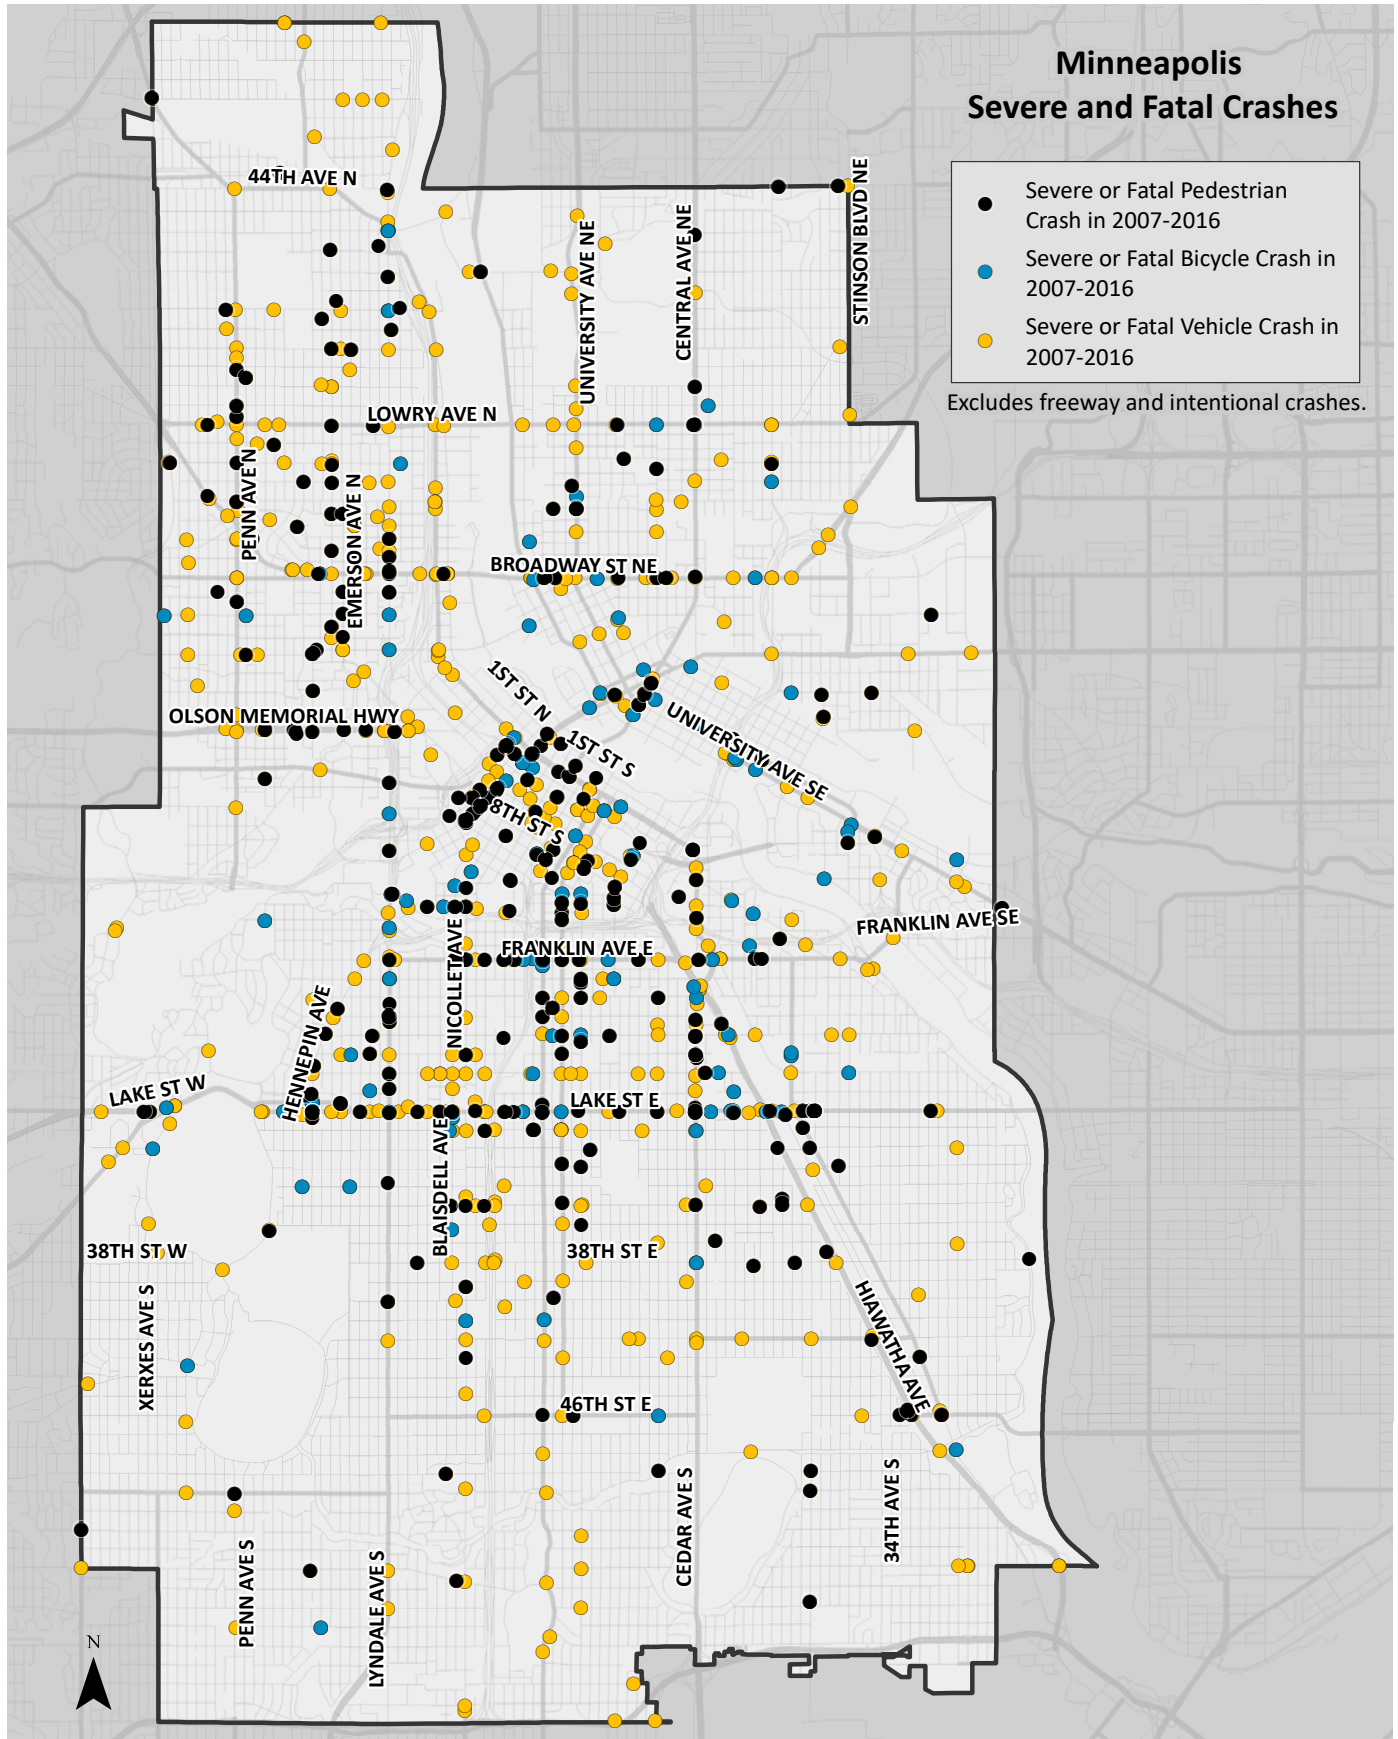 Minneapolis
Severe and Fatal Crashes
Severe or Fatal Pedestrian
Crash in 2007-2016
Severe or Fatal Bicycle Crash in
2007-2016
Severe or Fatal Vehicle Crash in
2007-2016
Excludes freeway and intentional crashes.
44TH AVE N
STINSON BLVD NE
CENTRAL AVE NE
UNIVERSITY AVE NE
LOWRY AVE N
PENN AVE N
EMERSON AVE N
BROADWAY ST NE
1ST ST N
OLSON MEMORIAL HWY
UNIVERSITY AVE SE
1ST ST S
8TH ST S
FRANKLIN AVE SE
FRANKLIN AVE E
NICOLLET AVE
HENNEPIN AVE
LAKE ST W
LAKE ST E
BLAISDELL AVE
38TH ST W
38TH ST E
XERXES AVE S
HIAWATHA AVE
46TH ST E
34TH AVE S
CEDAR AVE S
PENN AVE S
LYNDALE AVE S
N